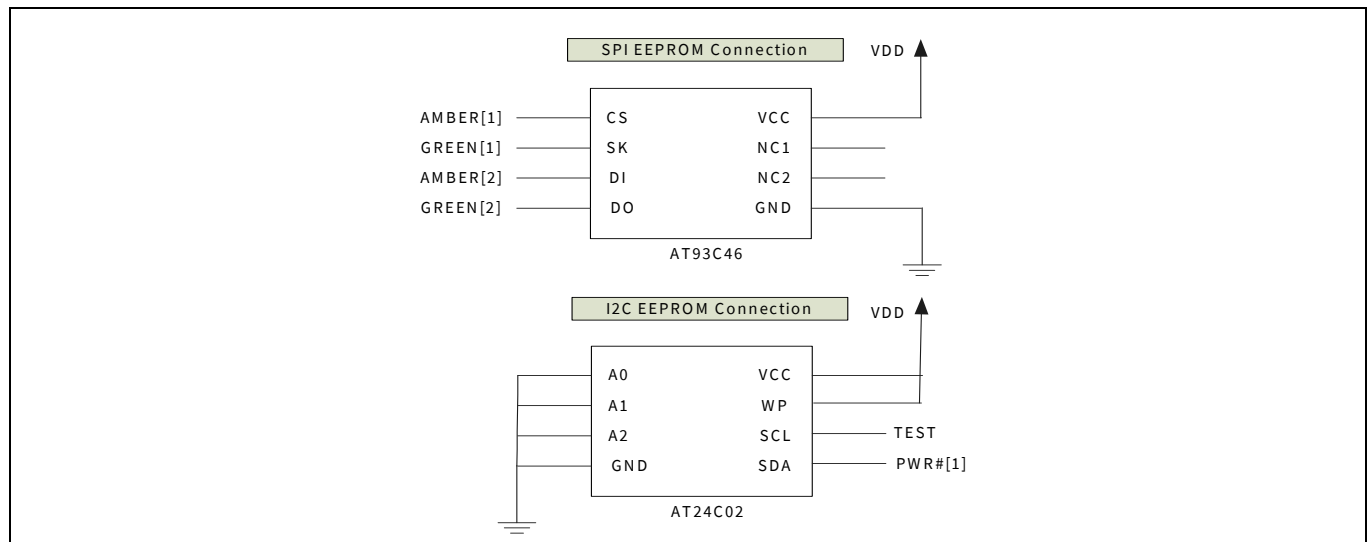 SPI EEPROM Connection
VDD
AMBER[1] CS VCC
GREEN[1] SK NC1
AMBER[2] DI NC2
GREEN[2] DO GND
AT93C46
I2C EEPROM Connection
VDD
A0 VCC
A1 WP
A2 SCL TEST
GND SDA PWR#[1]
AT24C02